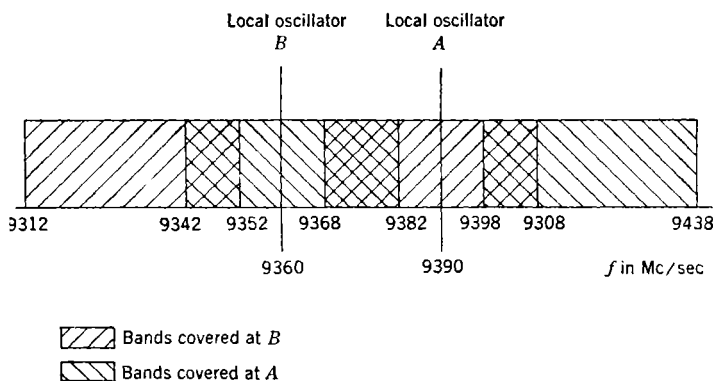 Local oscillator Local oscillator
B A
9312 9342 9352 9368 9382 9398 9308 9438
9360 9390 f in Mc/sec
Bands covered at B
Bands covered at A